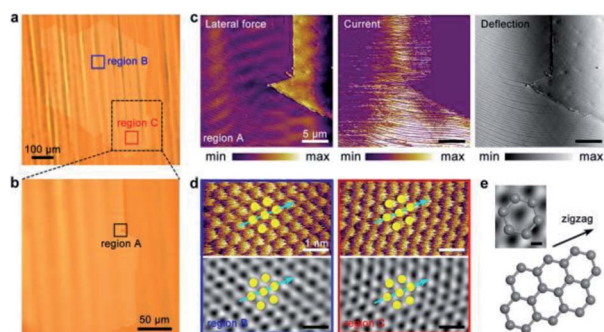 a
region B
region C
100 μm
b
region A
50 μm
c
Lateral force
Current
Deflection
region A
5 μm
min
max
min
max
min
max
d
1 nm
region B
region C
e
zigzag